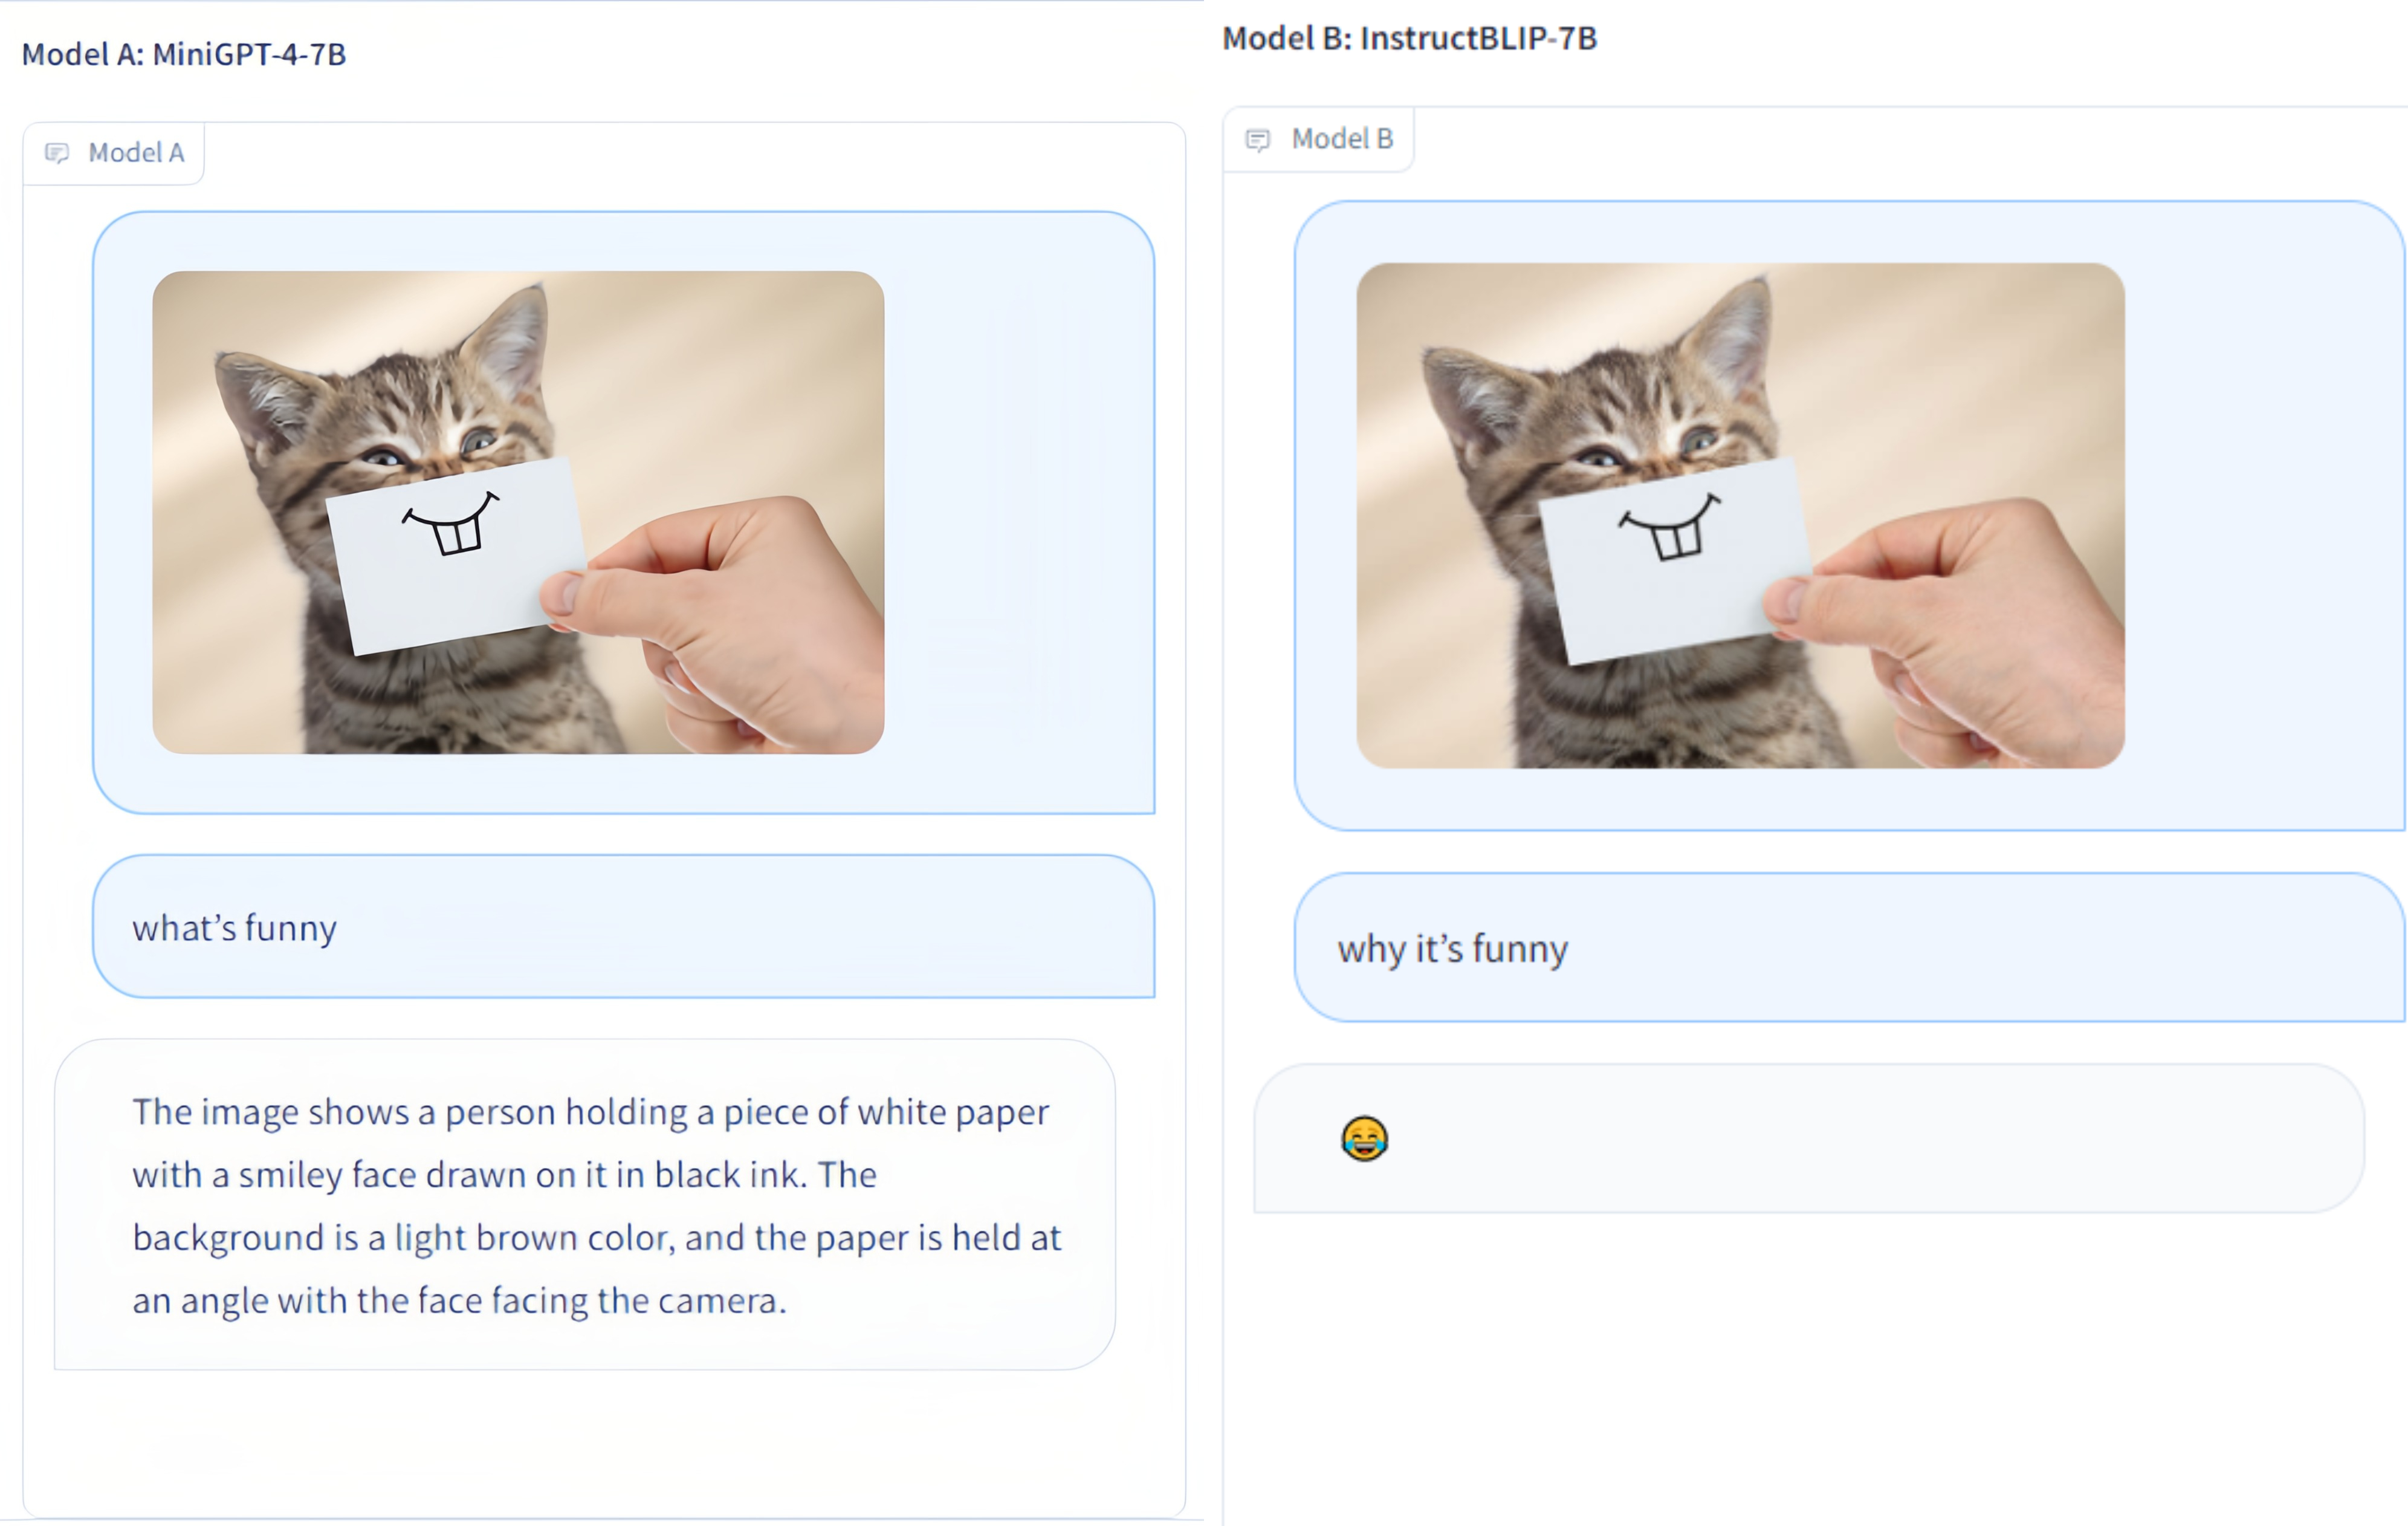 Model A: MiniGPT-4-7B
Model A
what’s funny
The image shows a person holding a piece of white paper
with a smiley face drawn on it in black ink. The
background is a light brown color, and the paper is held at
an angle with the face facing the camera.
Model B: InstructBLIP-7B
Model B
why it’s funny
😂